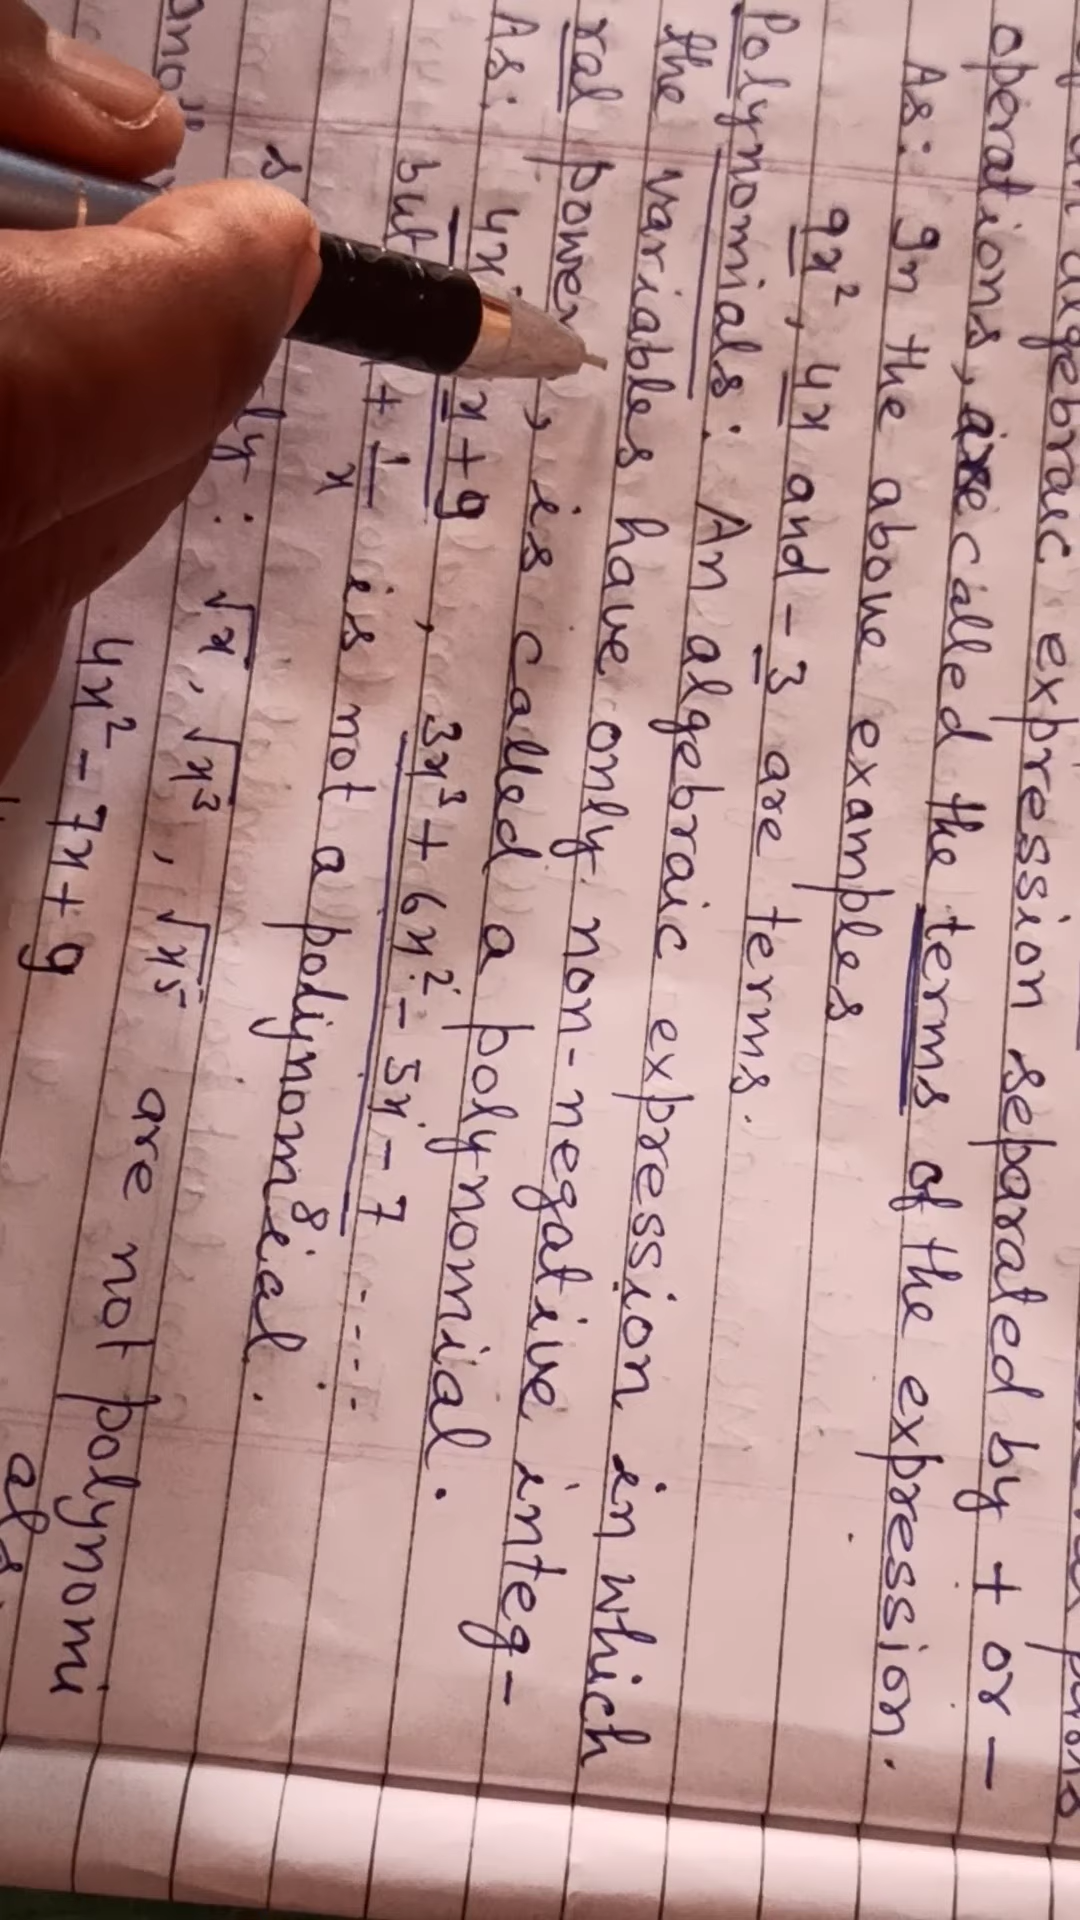 algebraic expression separated by + or -
operations, are called the terms of the expression.
As: In the above examples
9x², 4x and - 3 are terms.
Polynomials: An algebraic expression in which
the variables have only non-negative integ-
ral power, is called a polynomial.
As: 4x x + 9, 3x³ + 6x² - 5x - 7 ....
but + 1/x is not a polynomial.
ly: √x, √x³, √x⁵ are not polynomi
als
4x² - 7x + 9